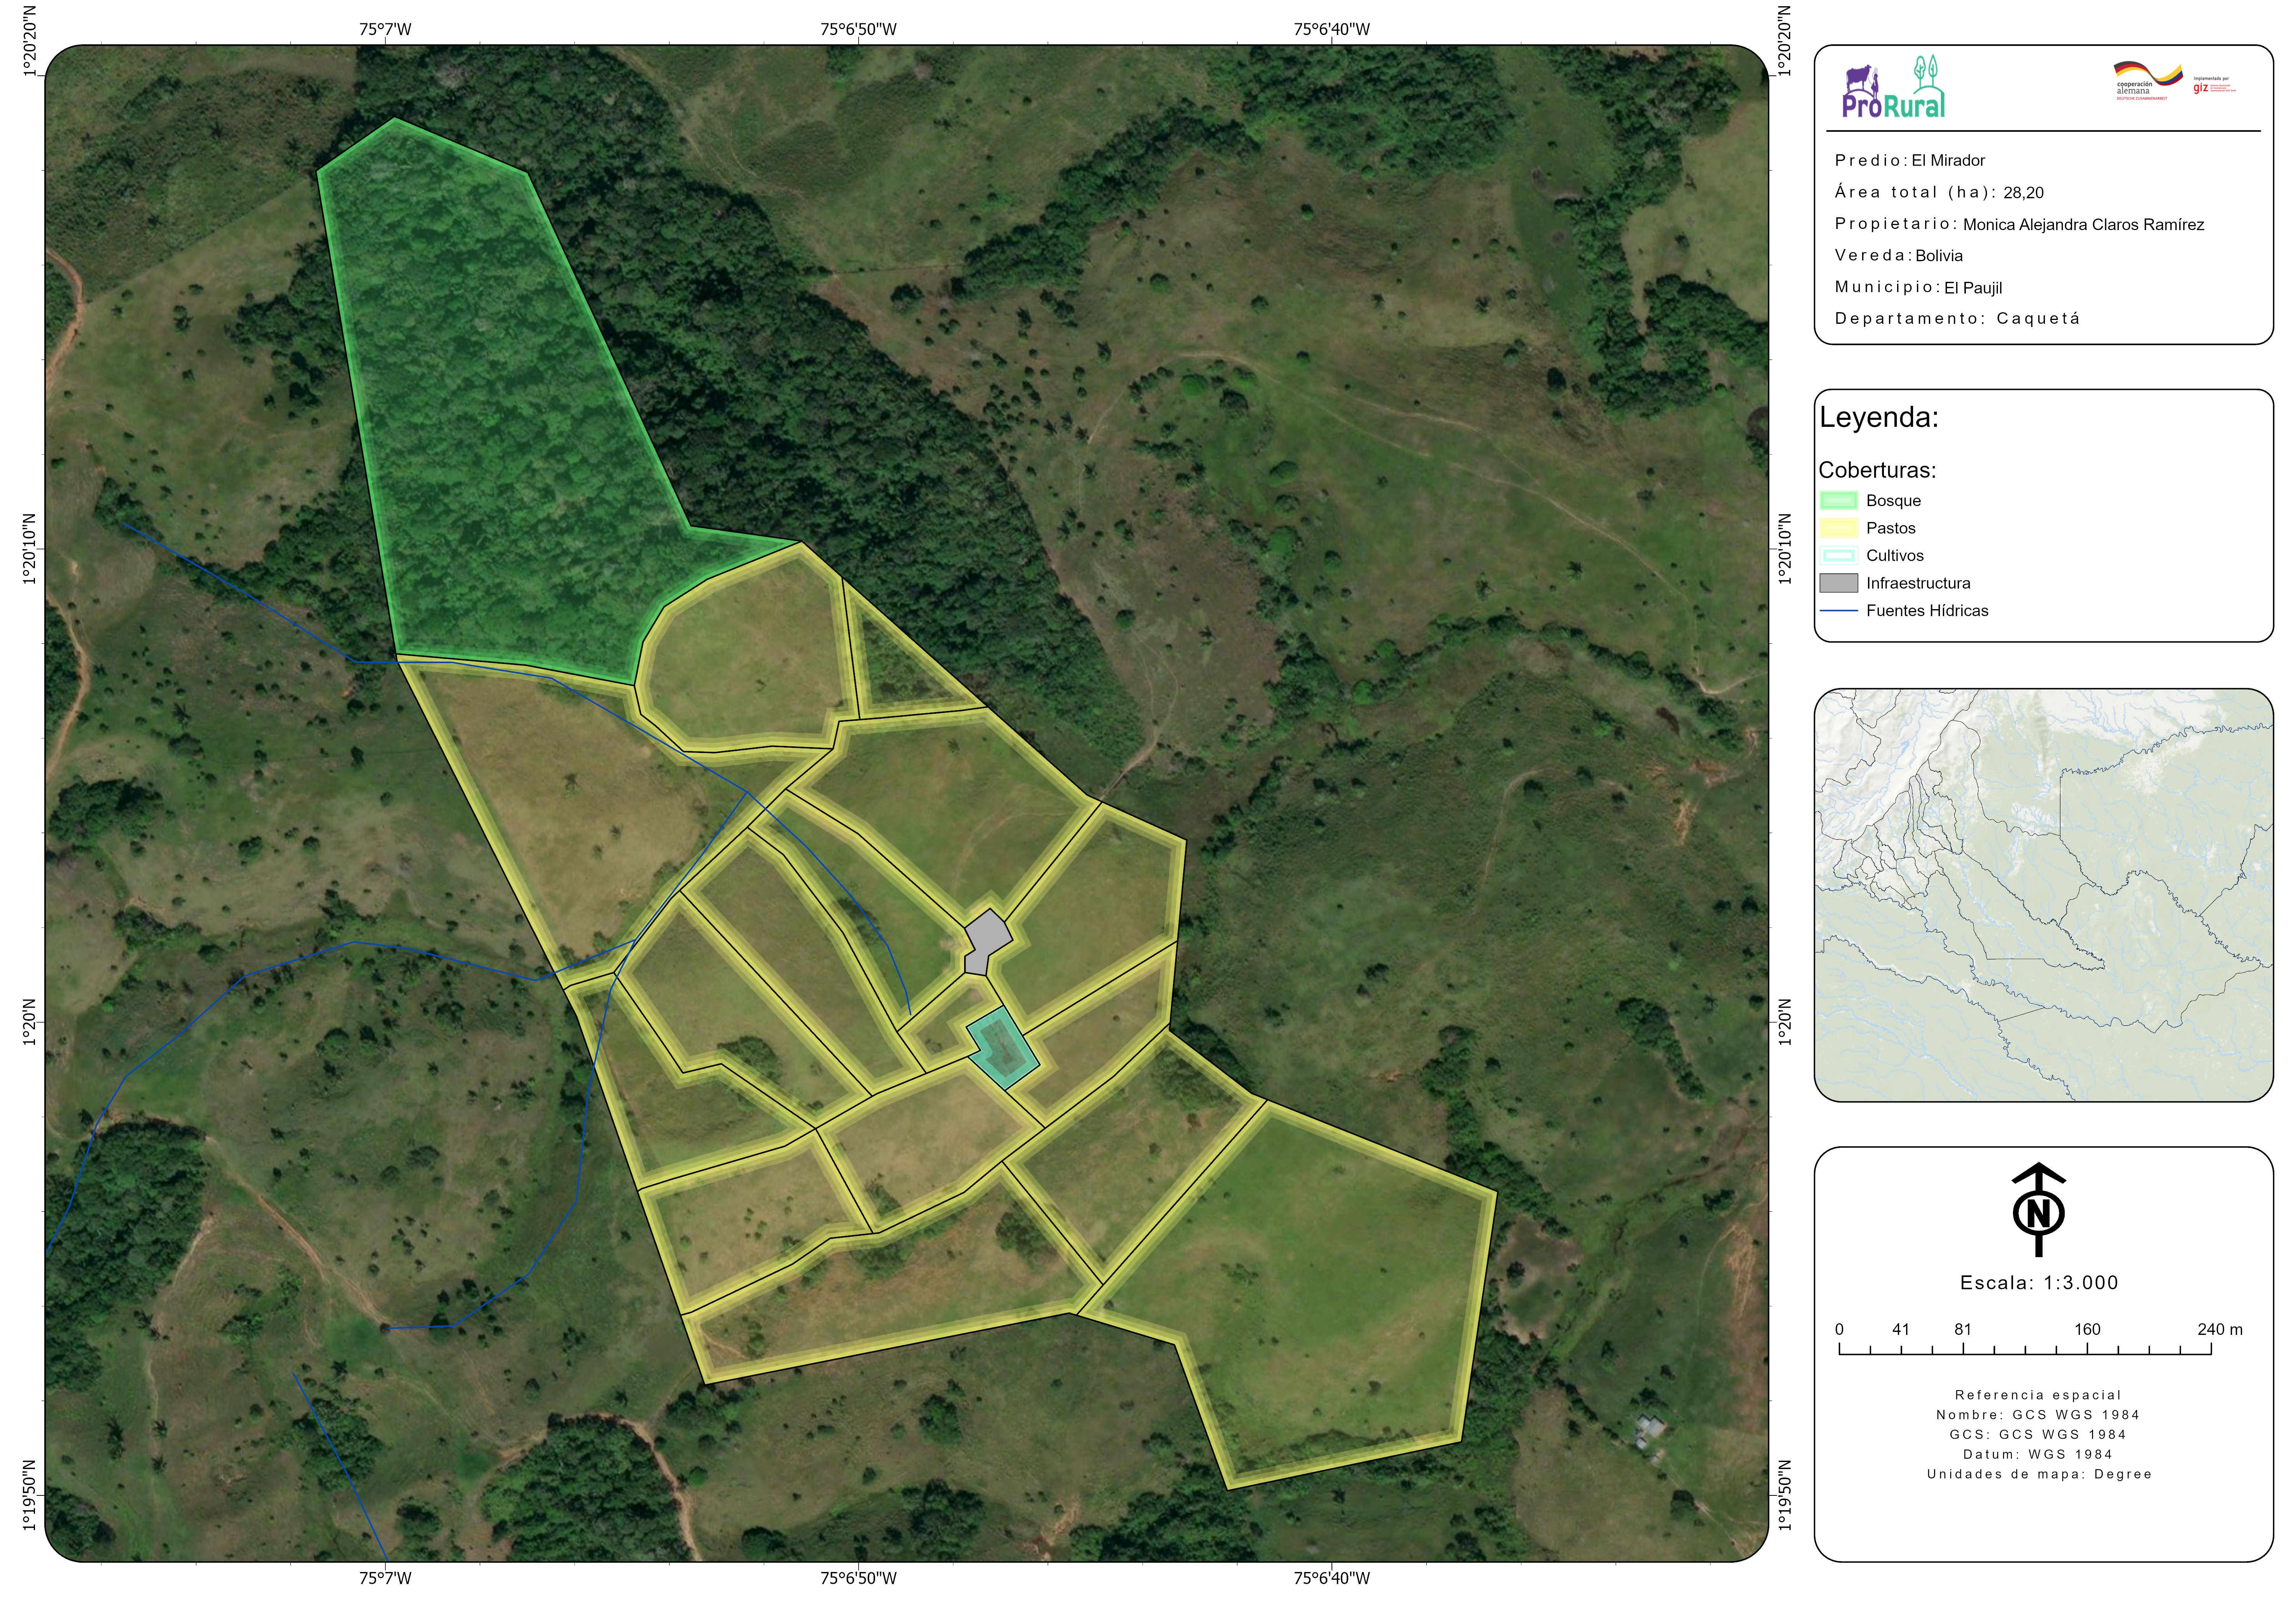 75°7'W
75°6'50"W
75°6'40"W
1°20'20"N
1°20'20"N
1°20'10"N
1°20'10"N
1°20'N
1°20'N
1°19'50"N
1°19'50"N
75°7'W
75°6'50"W
75°6'40"W
ProRural
cooperación
alemana
DEUTSCHE ZUSAMMENARBEIT
Implementada por
giz
Predio: El Mirador
Área total (ha): 28,20
Propietario: Monica Alejandra Claros Ramírez
Vereda: Bolivia
Municipio: El Paujil
Departamento: Caquetá
Leyenda:
Coberturas:
Bosque
Pastos
Cultivos
Infraestructura
Fuentes Hídricas
N
Escala: 1:3.000
0 41 81 160 240 m
Referencia espacial
Nombre: GCS WGS 1984
GCS: GCS WGS 1984
Datum: WGS 1984
Unidades de mapa: Degree